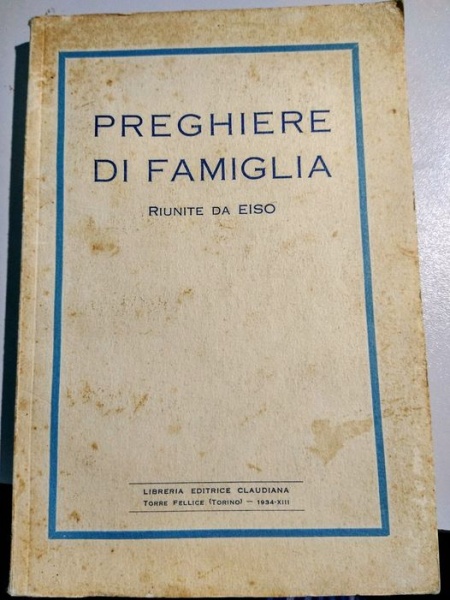 PREGHIERE
DI FAMIGLIA
RIUNITE DA EISO
LIBRERIA EDITRICE CLAUDIANA
TORRE PELLICE (TORINO) — 1934-XIII